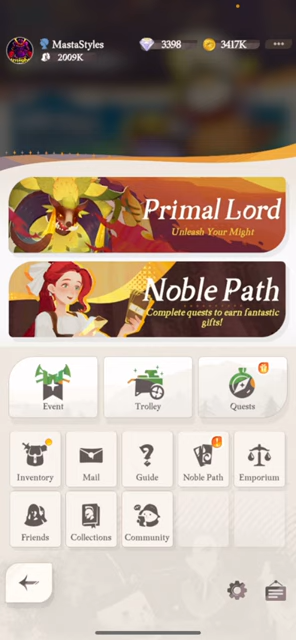 MastaStyles
3398
3417K
2009K
Primal Lord
Unleash Your Might
Noble Path
Complete quests to earn fantastic
gifts!
Event
Trolley
Quests
Inventory
Mail
Guide
Noble Path
Emporium
Friends
Collections
Community